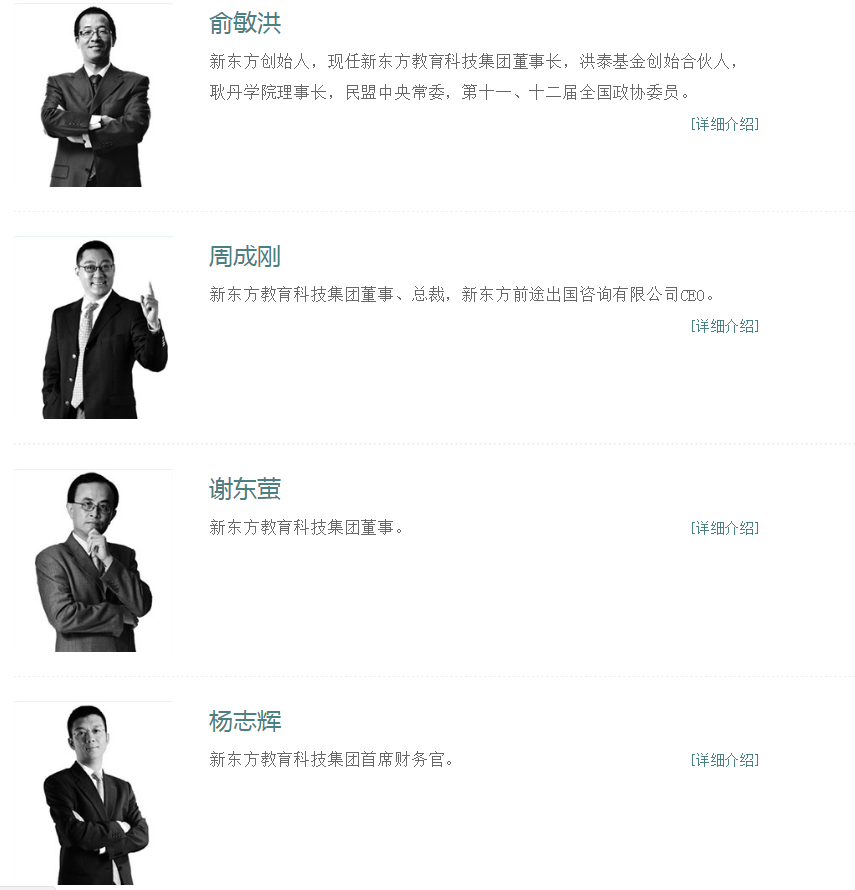 俞敏洪
新东方创始人，现任新东方教育科技集团董事长，洪泰基金创始合伙人，
耿丹学院理事长，民盟中央常委，第十一、十二届全国政协委员。
[详细介绍]
周成刚
新东方教育科技集团董事、总裁，新东方前途出国咨询有限公司CEO。
[详细介绍]
谢东萤
新东方教育科技集团董事。
[详细介绍]
杨志辉
新东方教育科技集团首席财务官。
[详细介绍]